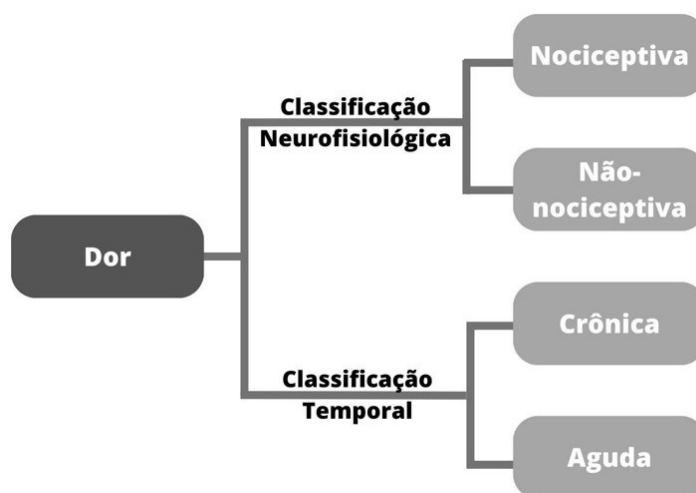 Dor
Classificação
Neurofisiológica
Nociceptiva
Não-
nociceptiva
Classificação
Temporal
Crônica
Aguda